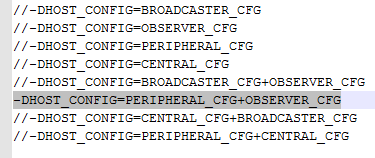 //-DHOST_CONFIG=BROADCASTER_CFG
//-DHOST_CONFIG=OBSERVER_CFG
//-DHOST_CONFIG=PERIPHERAL_CFG
//-DHOST_CONFIG=CENTRAL_CFG
//-DHOST_CONFIG=BROADCASTER_CFG+OBSERVER_CFG
-DHOST_CONFIG=PERIPHERAL_CFG+OBSERVER_CFG
//-DHOST_CONFIG=CENTRAL_CFG+BROADCASTER_CFG
//-DHOST_CONFIG=PERIPHERAL_CFG+CENTRAL_CFG